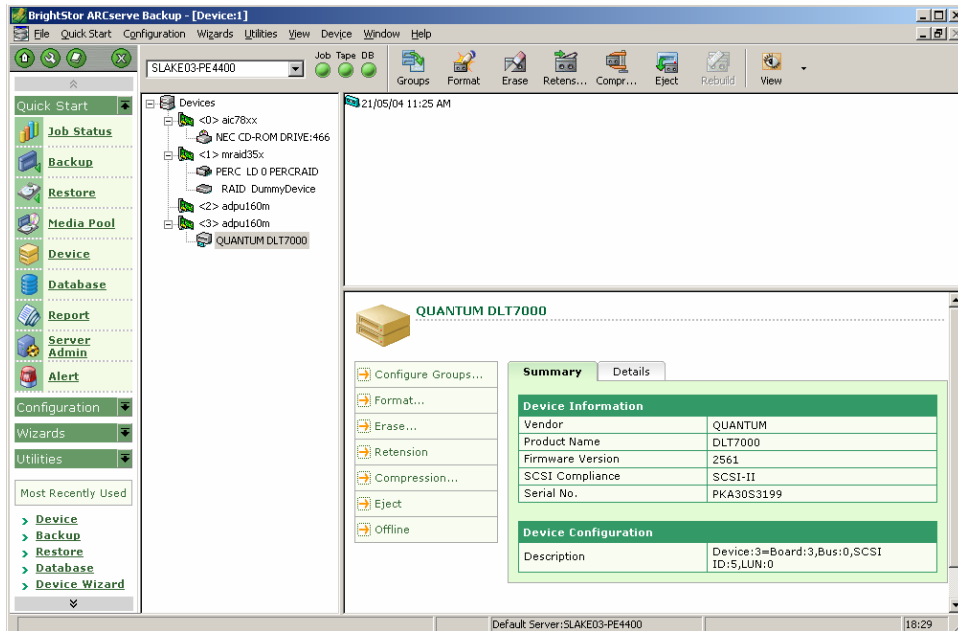 BrightStor ARCserve Backup - [Device:1]
File Quick Start Configuration Wizards Utilities View Device Window Help
SLAKE03-PE4400
Job Tape DB
Groups Format Erase Retens... Compr... Eject Rebuild View
Quick Start
Job Status
Backup
Restore
Media Pool
Device
Database
Report
Server Admin
Alert
Configuration
Wizards
Utilities
Most Recently Used
Device
Backup
Restore
Database
Device Wizard
Devices
<0> aic78xx
NEC CD-ROM DRIVE:466
<1> mraid35x
PERC LD 0 PERCRAID
RAID DummyDevice
<2> adpu160m
<3> adpu160m
QUANTUM DLT7000
21/05/04 11:25 AM
QUANTUM DLT7000
Configure Groups...
Format...
Erase...
Retension
Compression...
Eject
Offline
Summary Details
Device Information
Vendor QUANTUM
Product Name DLT7000
Firmware Version 2561
SCSI Compliance SCSI-II
Serial No. PKA30S3199
Device Configuration
Description Device:3=Board:3,Bus:0,SCSI
ID:5,LUN:0
Default Server:SLAKE03-PE4400
18:29